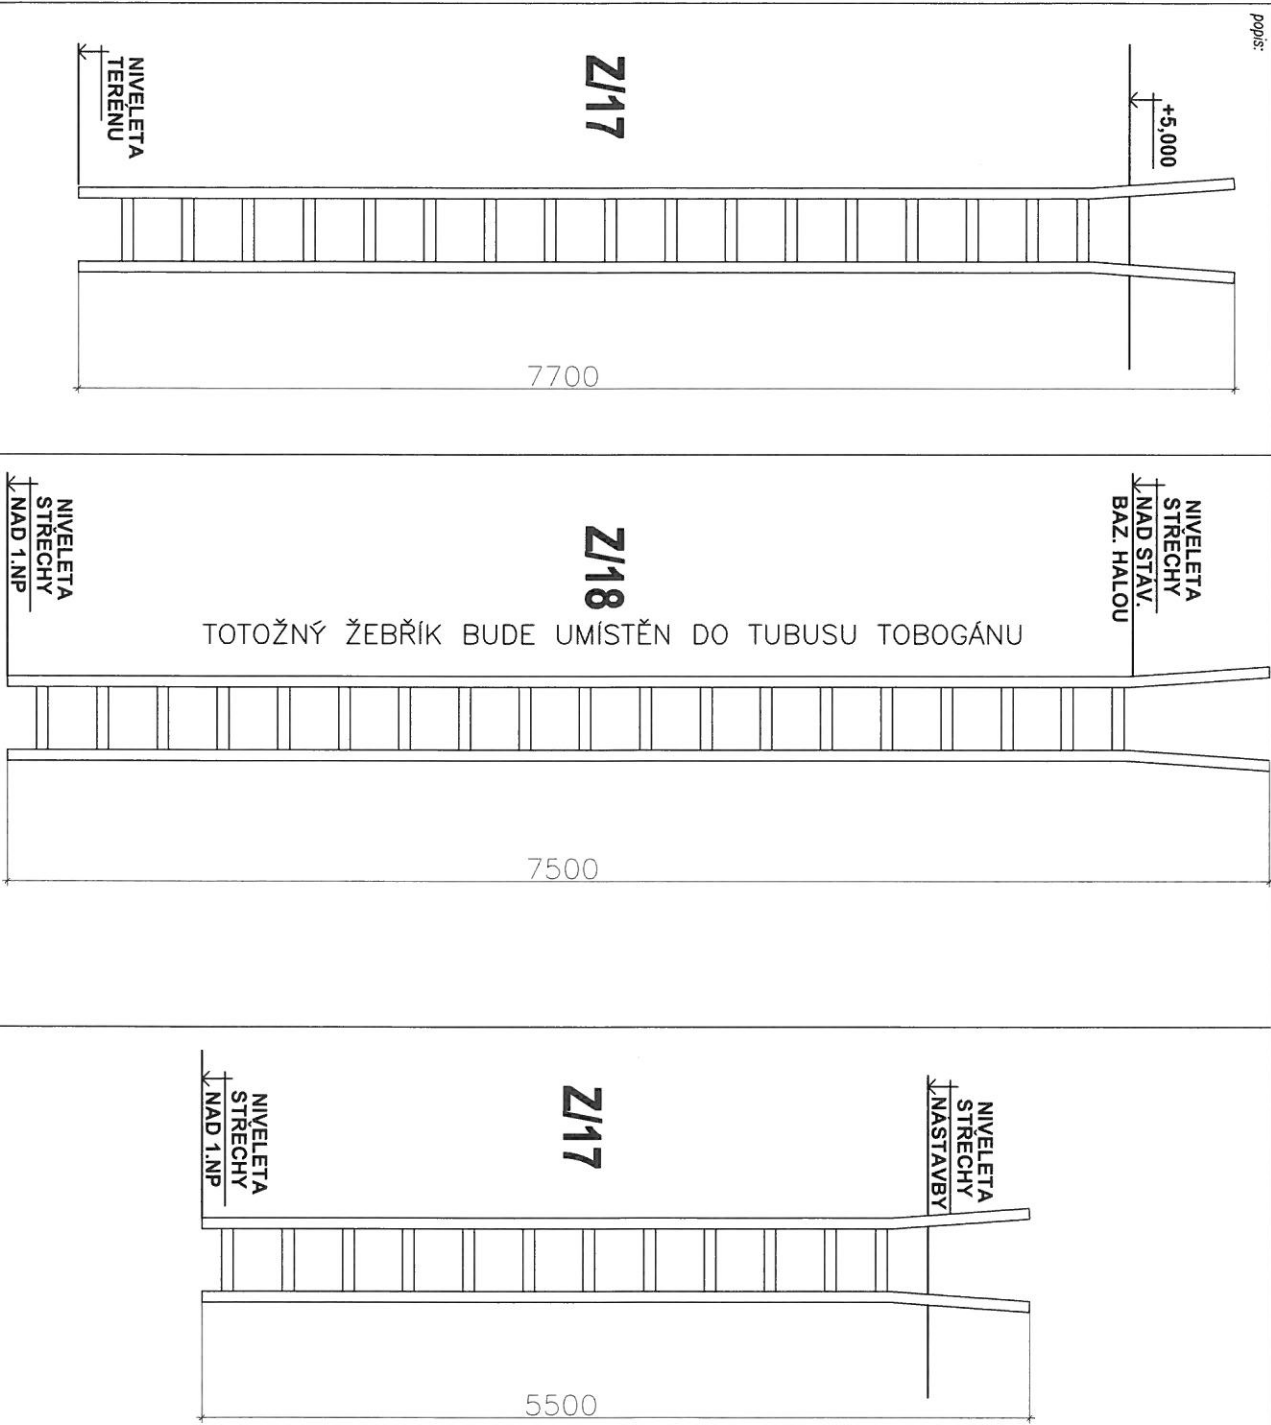 popis:
+5,000
Z/17
NIVELETA
TERÉNU
7700
NIVELETA
STŘECHY
NAD STÁV.
BAZ. HALOU
Z/18
TOTOŽNÝ ŽEBŘÍK BUDE UMÍSTĚN DO TUBUSU TOBOGÁNU
NIVELETA
STŘECHY
NAD 1.NP
7500
NIVELETA
STŘECHY
NÁSTAVBY
Z/17
NIVELETA
STŘECHY
NAD 1.NP
5500